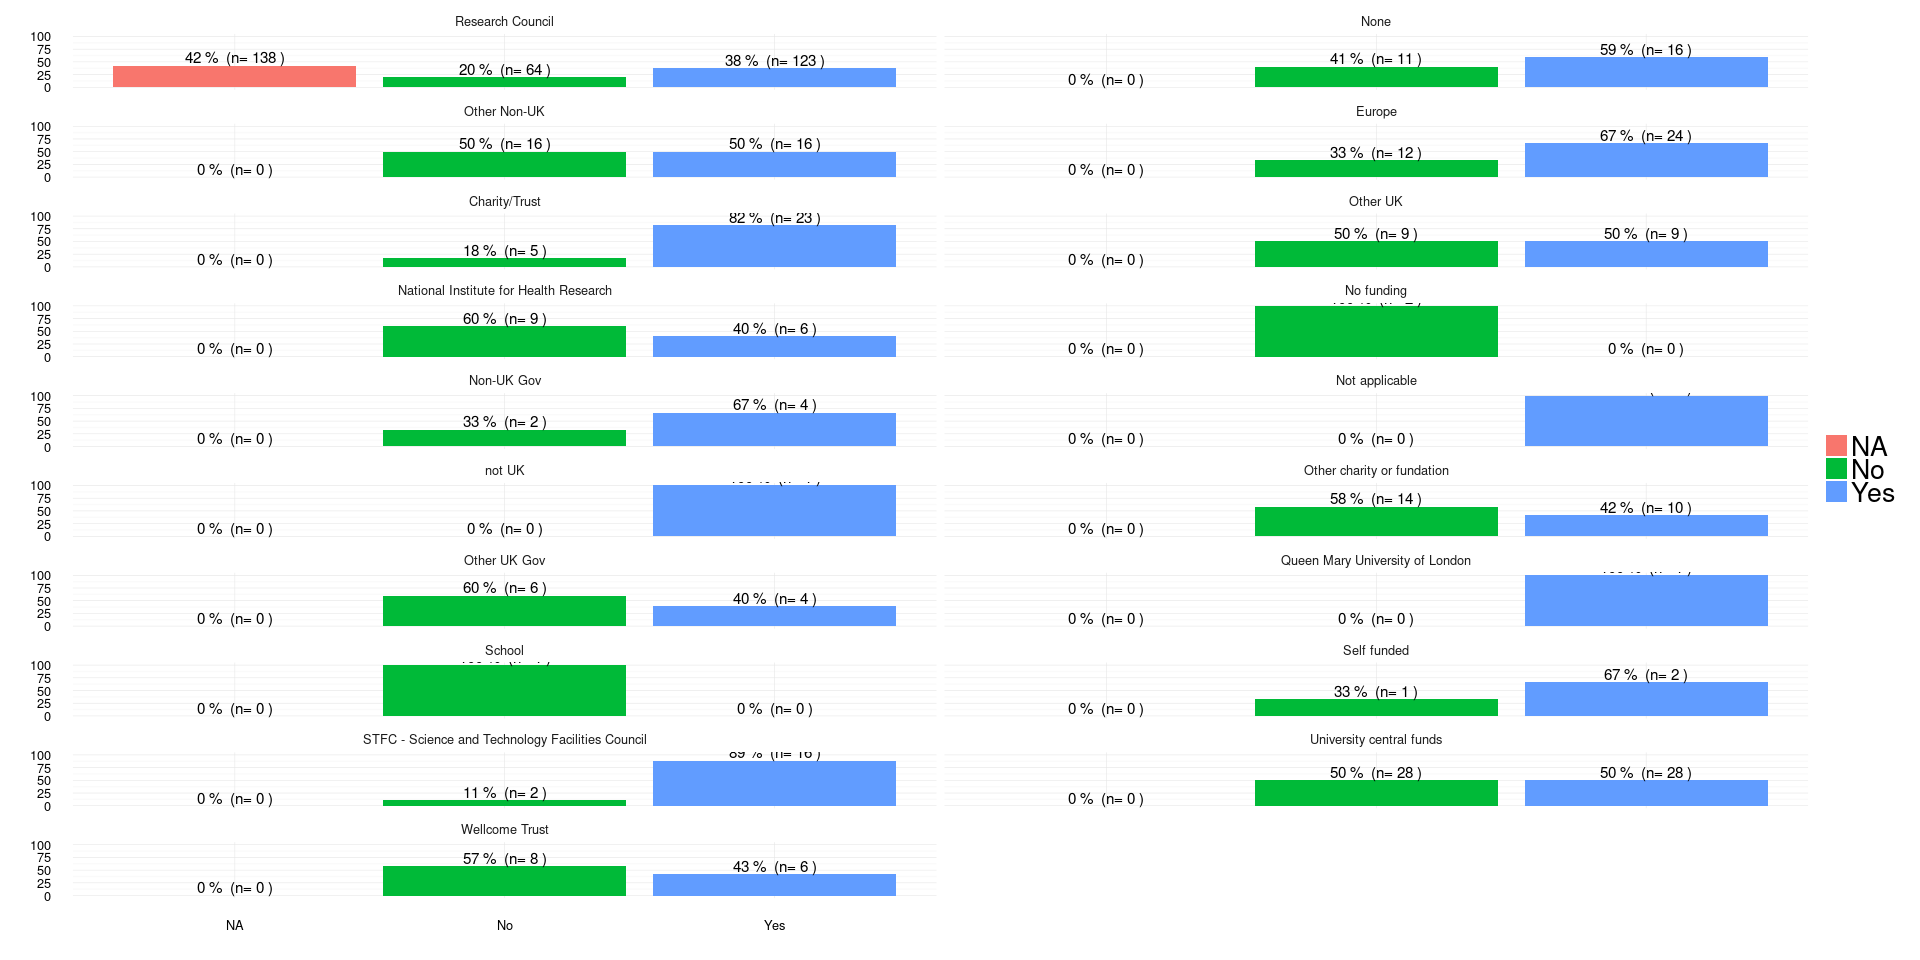 Research Council
None
100
75
50
25
0
42 % (n= 138 )
20 % (n= 64 )
38 % (n= 123 )
0 % (n= 0 )
41 % (n= 11 )
59 % (n= 16 )
Other Non-UK
Europe
100
75
50
25
0
0 % (n= 0 )
50 % (n= 16 )
50 % (n= 16 )
0 % (n= 0 )
33 % (n= 12 )
67 % (n= 24 )
Charity/Trust
Other UK
100
75
50
25
0
0 % (n= 0 )
18 % (n= 5 )
82 % (n= 23 )
0 % (n= 0 )
50 % (n= 9 )
50 % (n= 9 )
National Institute for Health Research
No funding
100
75
50
25
0
0 % (n= 0 )
60 % (n= 9 )
40 % (n= 6 )
0 % (n= 0 )
0 % (n= 0 )
Non-UK Gov
Not applicable
100
75
50
25
0
0 % (n= 0 )
33 % (n= 2 )
67 % (n= 4 )
0 % (n= 0 )
0 % (n= 0 )
not UK
Other charity or fundation
100
75
50
25
0
0 % (n= 0 )
0 % (n= 0 )
0 % (n= 0 )
58 % (n= 14 )
42 % (n= 10 )
Other UK Gov
Queen Mary University of London
100
75
50
25
0
0 % (n= 0 )
60 % (n= 6 )
40 % (n= 4 )
0 % (n= 0 )
0 % (n= 0 )
School
Self funded
100
75
50
25
0
0 % (n= 0 )
0 % (n= 0 )
0 % (n= 0 )
33 % (n= 1 )
67 % (n= 2 )
STFC - Science and Technology Facilities Council
University central funds
100
75
50
25
0
0 % (n= 0 )
11 % (n= 2 )
89 % (n= 16 )
0 % (n= 0 )
50 % (n= 28 )
50 % (n= 28 )
Wellcome Trust
100
75
50
25
0
0 % (n= 0 )
57 % (n= 8 )
43 % (n= 6 )
NA
No
Yes
NA
No
Yes